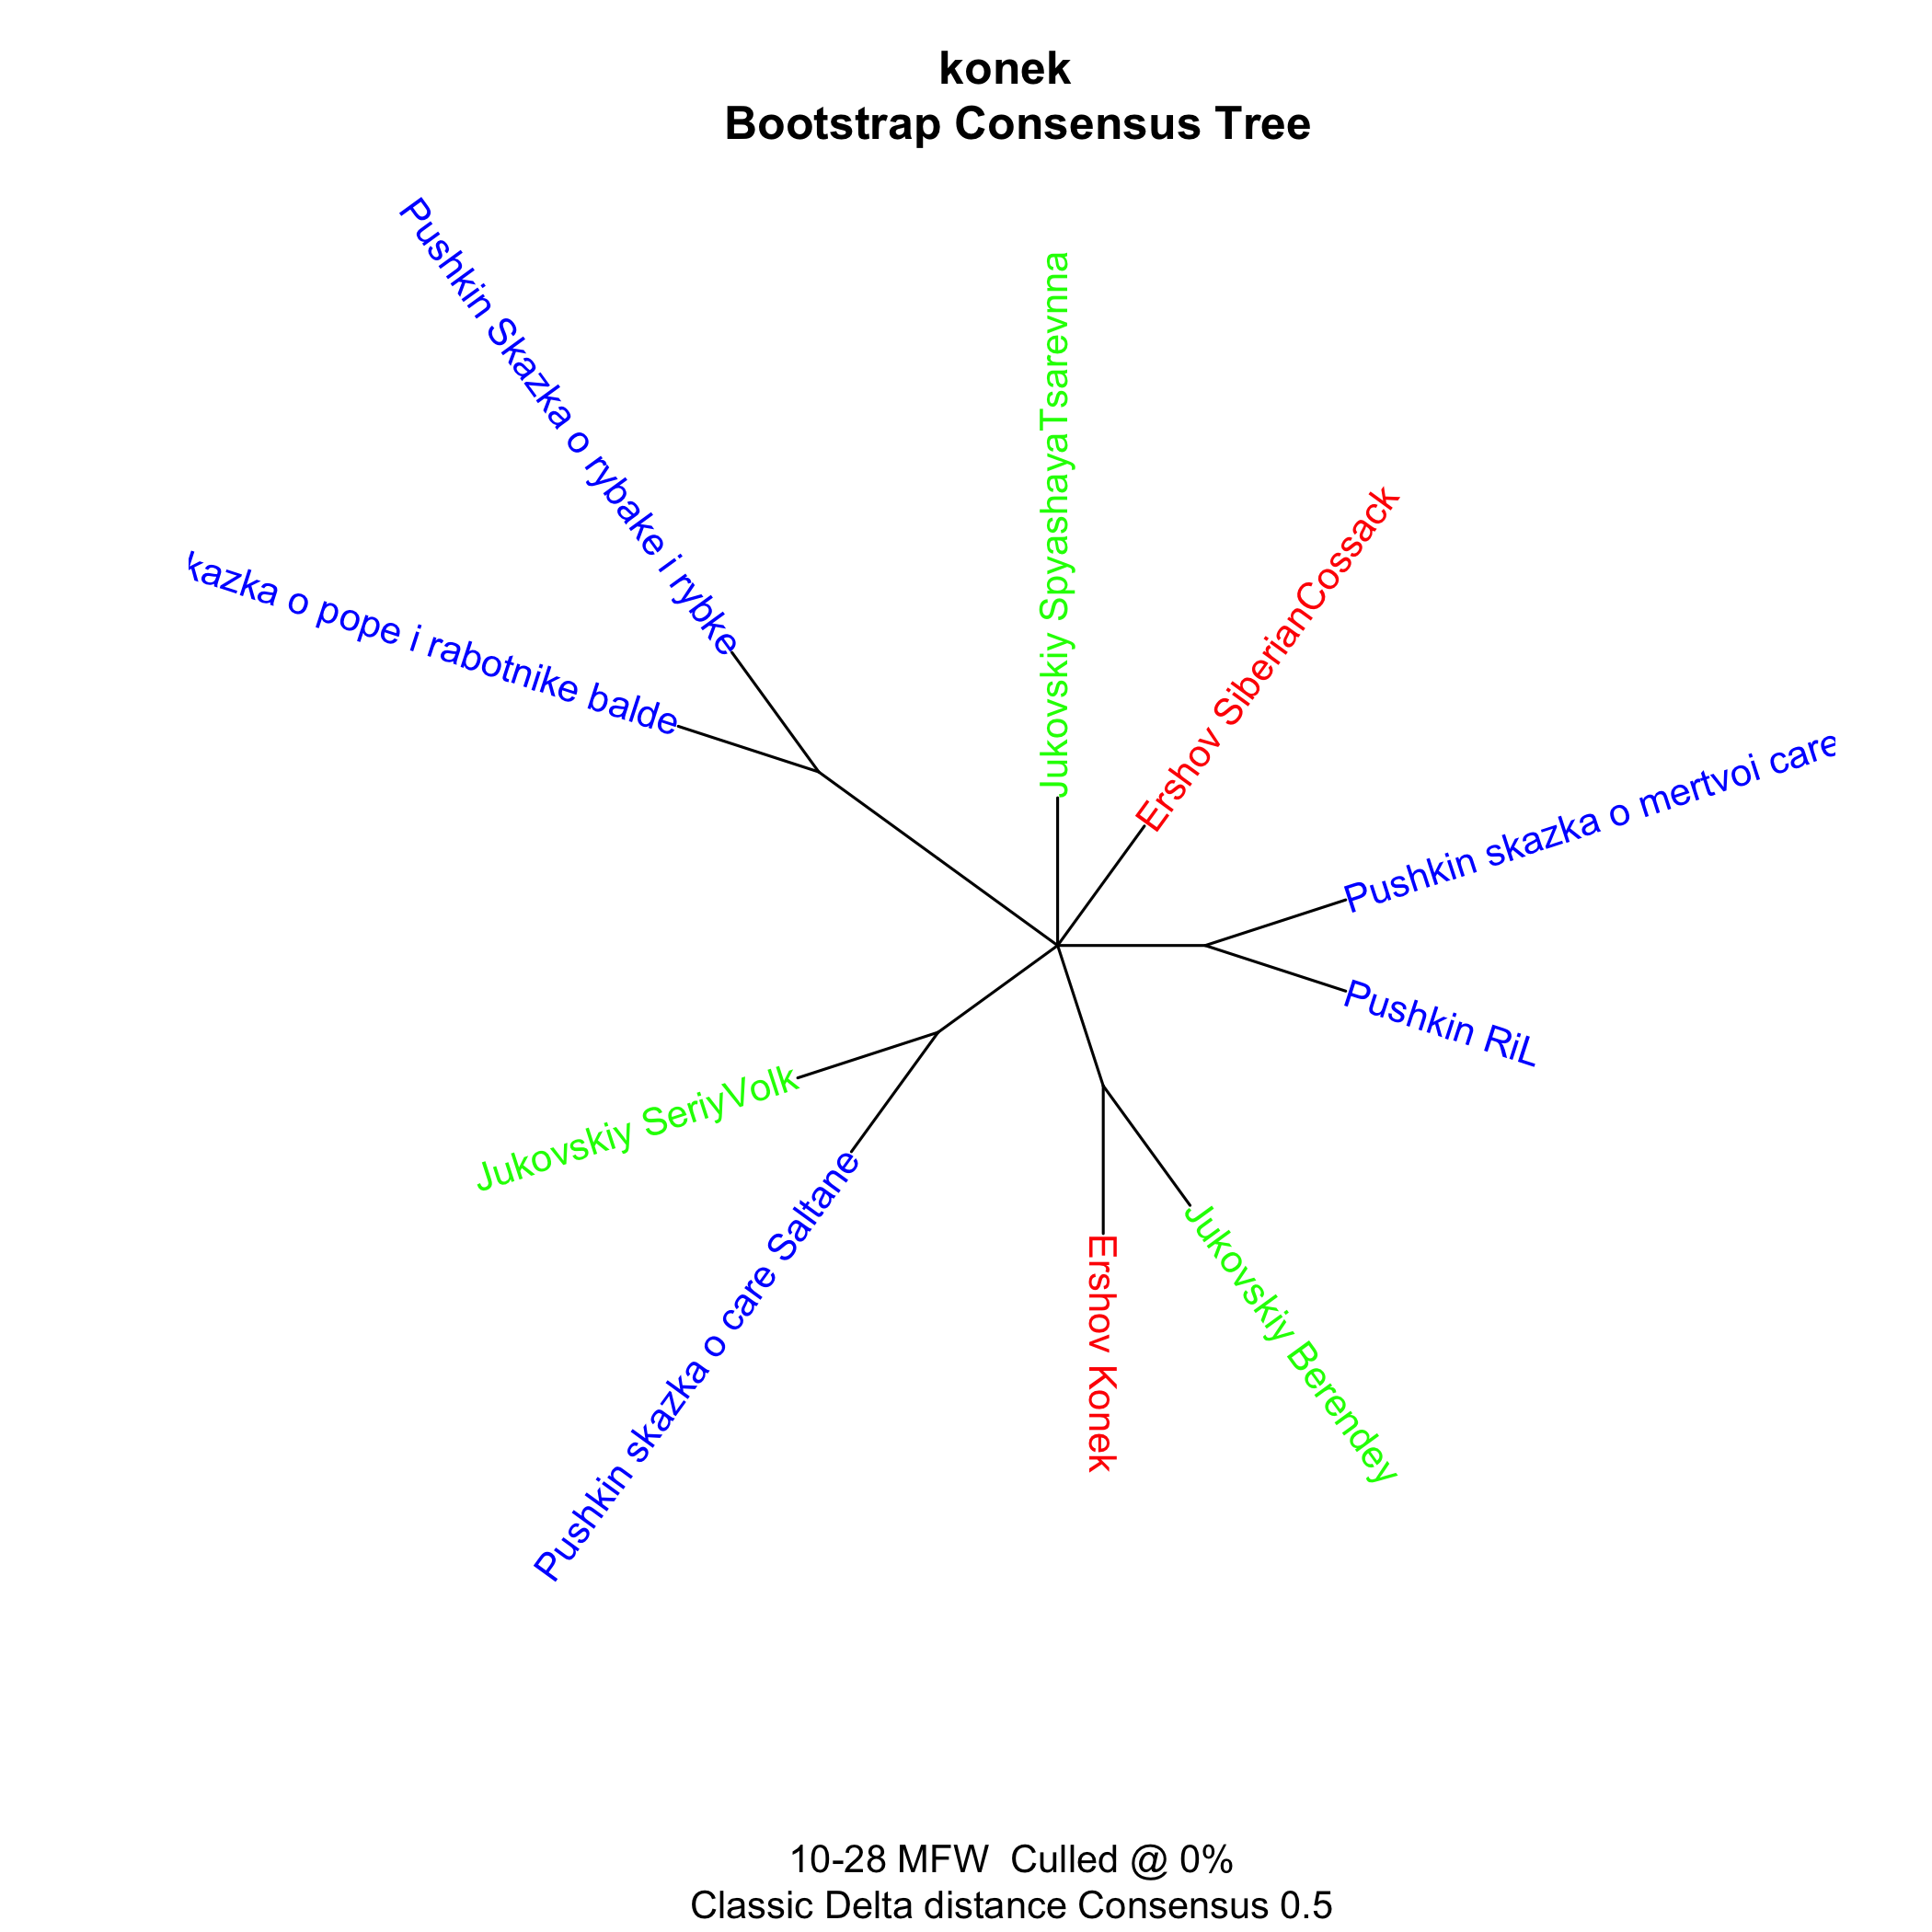 konek
Bootstrap Consensus Tree
Pushkin Skazka o rybake i rybke
kazka o pope i rabotnike balde
Jukovskiy SpyashayaTsarevnna
Ershov SiberianCossack
Pushkin skazka o mertvoi care
Pushkin RiL
Jukovskiy SeriyVolk
Pushkin skazka o care Saltane
Ershov Konek
Jukovskiy Berendey
10-28 MFW  Culled @ 0%
Classic Delta distance Consensus 0.5